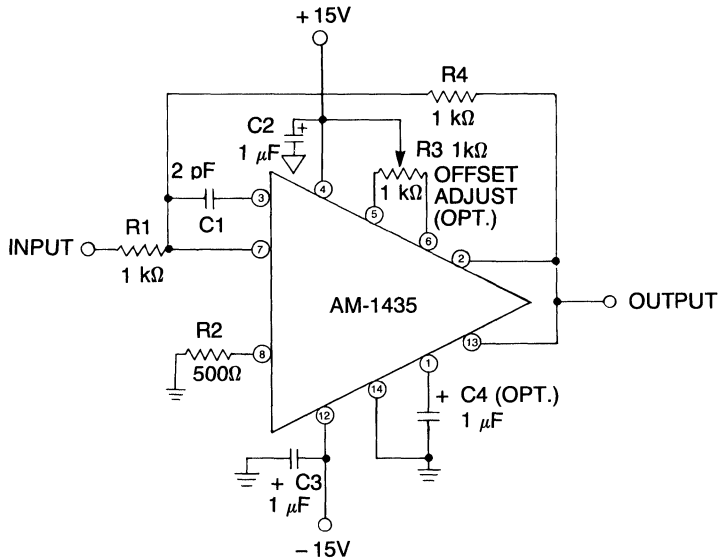 + 15V
R4
1 kΩ
C2
+
1 μF
R3 1kΩ
1 kΩ
OFFSET
ADJUST
(OPT.)
2 pF
C1
3
4
5
6
2
R1
INPUT
1 kΩ
7
AM-1435
OUTPUT
R2
500Ω
8
13
1
14
12
+ C4 (OPT.)
1 μF
+ C3
1 μF
– 15V